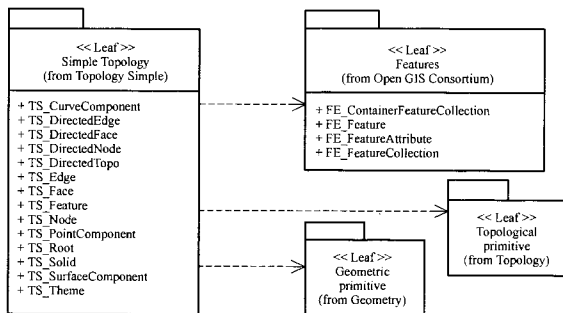 << Leaf >>
Simple Topology
(from Topology Simple)
+ TS_CurveComponent
+ TS_DirectedEdge
+ TS_DirectedFace
+ TS_DirectedNode
+ TS_DirectedTopo
+ TS_Edge
+ TS_Face
+ TS_Feature
+ TS_Node
+ TS_PointComponent
+ TS_Root
+ TS_Solid
+ TS_SurfaceComponent
+ TS_Theme
<< Leaf >>
Features
(from Open GIS Consortium)
+ FE_ContainerFeatureCollection
+ FE_Feature
+ FE_FeatureAttribute
+ FE_FeatureCollection
<< Leaf >>
Topological
primitive
(from Topology)
<< Leaf >>
Geometric
primitive
(from Geometry)